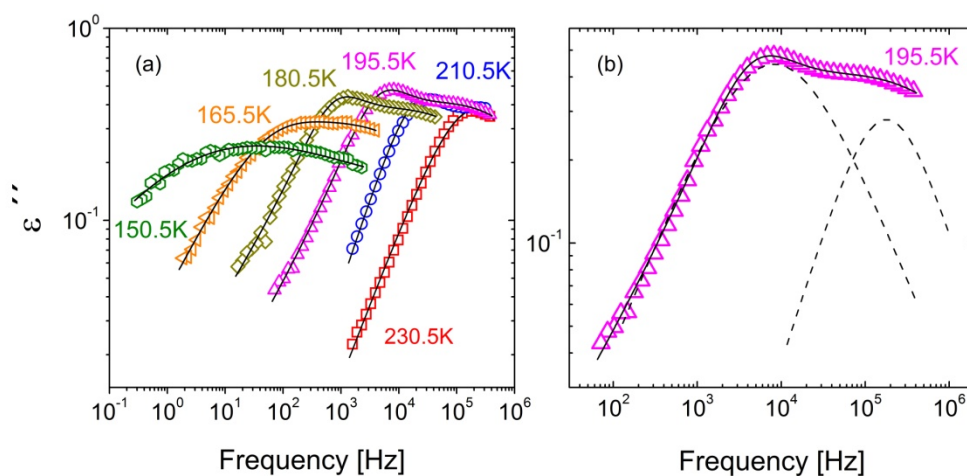 (a)
(b)
195.5K
180.5K
210.5K
195.5K
165.5K
150.5K
230.5K
10⁰
10⁻¹
10⁻¹
ε´´
10⁻¹ 10⁰ 10¹ 10² 10³ 10⁴ 10⁵ 10⁶
10² 10³ 10⁴ 10⁵ 10⁶
Frequency [Hz]
Frequency [Hz]